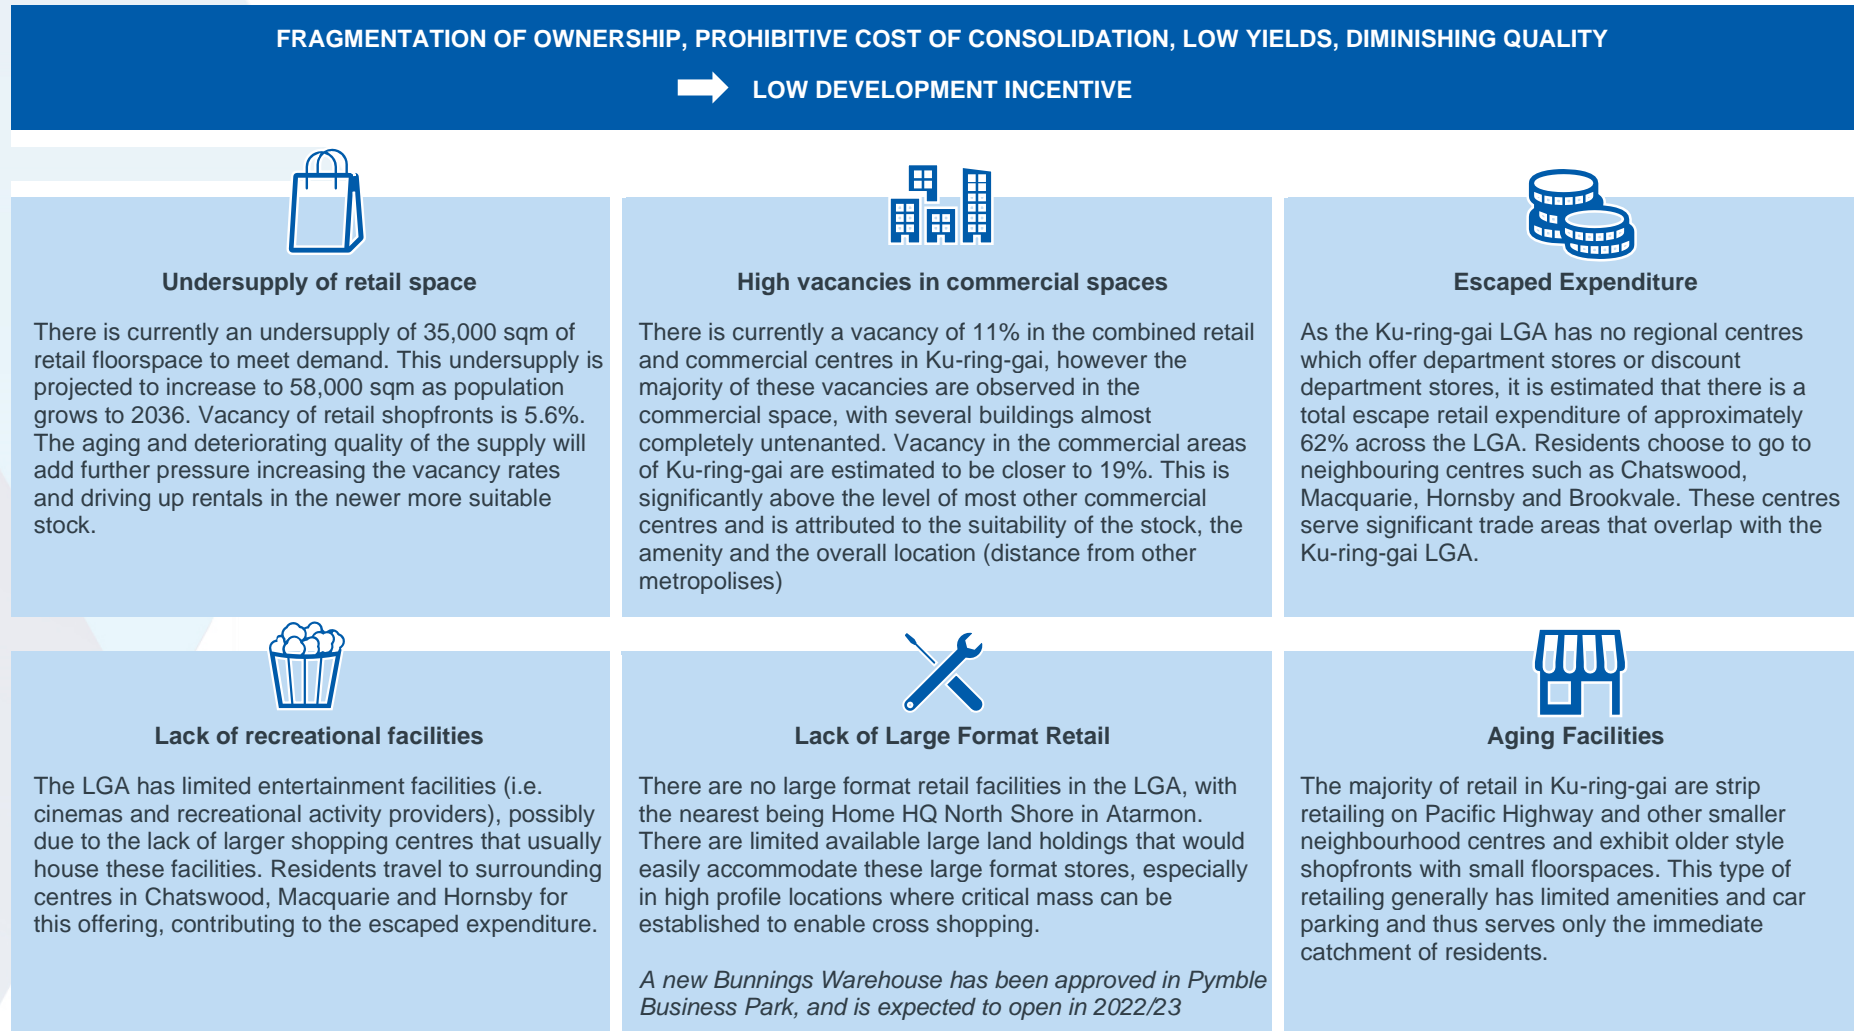 FRAGMENTATION OF OWNERSHIP, PROHIBITIVE COST OF CONSOLIDATION, LOW YIELDS, DIMINISHING QUALITY
LOW DEVELOPMENT INCENTIVE
Undersupply of retail space
There is currently an undersupply of 35,000 sqm of
retail floorspace to meet demand. This undersupply is
projected to increase to 58,000 sqm as population
grows to 2036. Vacancy of retail shopfronts is 5.6%.
The aging and deteriorating quality of the supply will
add further pressure increasing the vacancy rates
and driving up rentals in the newer more suitable
stock.
High vacancies in commercial spaces
There is currently a vacancy of 11% in the combined retail
and commercial centres in Ku-ring-gai, however the
majority of these vacancies are observed in the
commercial space, with several buildings almost
completely untenanted. Vacancy in the commercial areas
of Ku-ring-gai are estimated to be closer to 19%. This is
significantly above the level of most other commercial
centres and is attributed to the suitability of the stock, the
amenity and the overall location (distance from other
metropolises)
Escaped Expenditure
As the Ku-ring-gai LGA has no regional centres
which offer department stores or discount
department stores, it is estimated that there is a
total escape retail expenditure of approximately
62% across the LGA. Residents choose to go to
neighbouring centres such as Chatswood,
Macquarie, Hornsby and Brookvale. These centres
serve significant trade areas that overlap with the
Ku-ring-gai LGA.
Lack of recreational facilities
The LGA has limited entertainment facilities (i.e.
cinemas and recreational activity providers), possibly
due to the lack of larger shopping centres that usually
house these facilities. Residents travel to surrounding
centres in Chatswood, Macquarie and Hornsby for
this offering, contributing to the escaped expenditure.
Lack of Large Format Retail
There are no large format retail facilities in the LGA, with
the nearest being Home HQ North Shore in Atarmon.
There are limited available large land holdings that would
easily accommodate these large format stores, especially
in high profile locations where critical mass can be
established to enable cross shopping.
A new Bunnings Warehouse has been approved in Pymble
Business Park, and is expected to open in 2022/23
Aging Facilities
The majority of retail in Ku-ring-gai are strip
retailing on Pacific Highway and other smaller
neighbourhood centres and exhibit older style
shopfronts with small floorspaces. This type of
retailing generally has limited amenities and car
parking and thus serves only the immediate
catchment of residents.